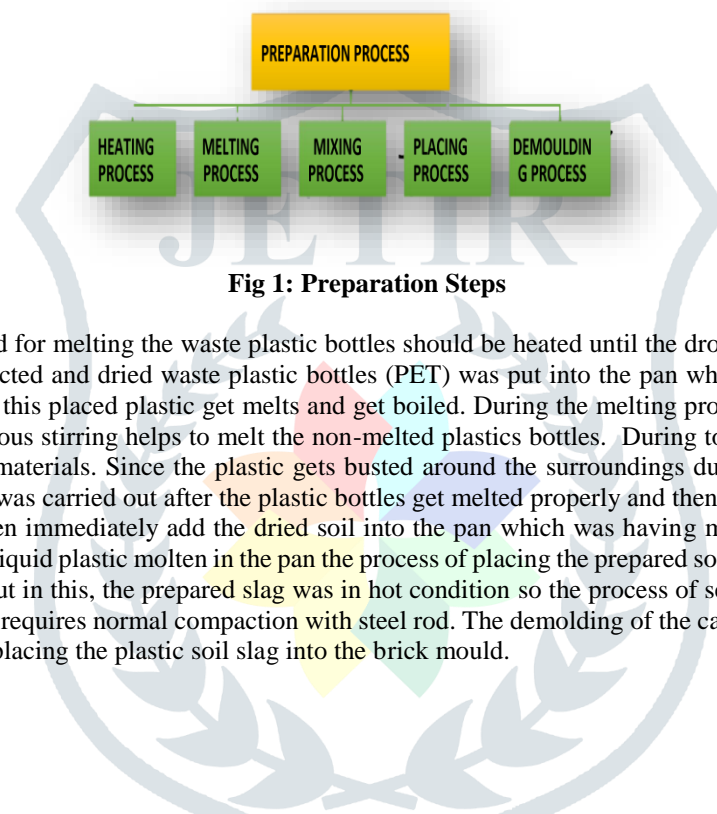 PREPARATION PROCESS
HEATING PROCESS
MELTING PROCESS
MIXING PROCESS
PLACING PROCESS
DEMOULDIN
G PROCESS
JETIR
Fig 1: Preparation Steps
d for melting the waste plastic bottles should be heated until the dro
cted and dried waste plastic bottles (PET) was put into the pan wh
this placed plastic get melts and get boiled. During the melting pro
ous stirring helps to melt the non-melted plastics bottles. During to
materials. Since the plastic gets busted around the surroundings du
was carried out after the plastic bottles get melted properly and then
en immediately add the dried soil into the pan which was having m
liquid plastic molten in the pan the process of placing the prepared so
ut in this, the prepared slag was in hot condition so the process of se
requires normal compaction with steel rod. The demolding of the ca
placing the plastic soil slag into the brick mould.